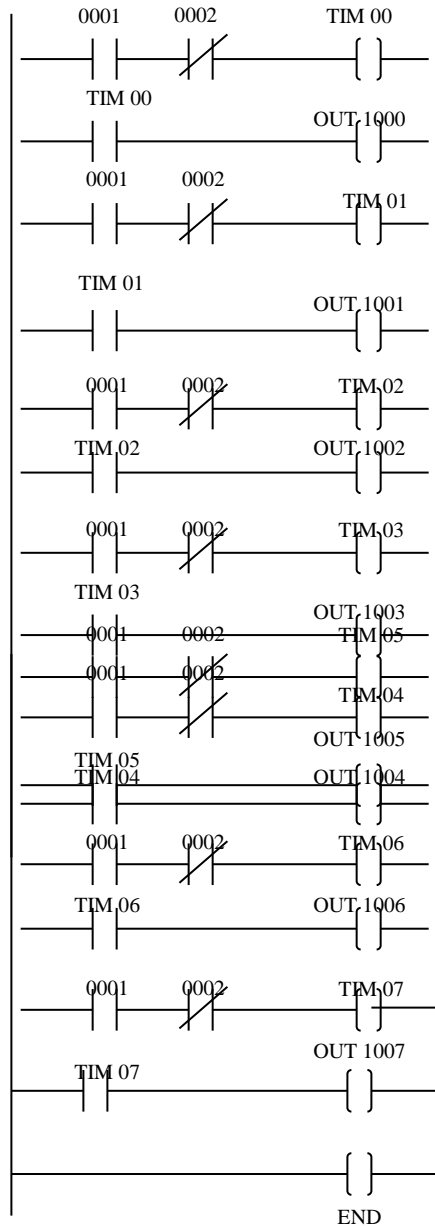 0001 0002 TIM 00
TIM 00
OUT 1000
0001 0002
TIM 01
TIM 01
OUT 1001
0001 0002 TIM 02
TIM 02 OUT 1002
0001 0002 TIM 03
TIM 03
OUT 1003
0001 0002 TIM 05
0001 0002
TIM 04
OUT 1005
TIM 05
TIM 04 OUT 1004
0001 0002 TIM 06
TIM 06 OUT 1006
0001 0002 TIM 07
OUT 1007
TIM 07
END